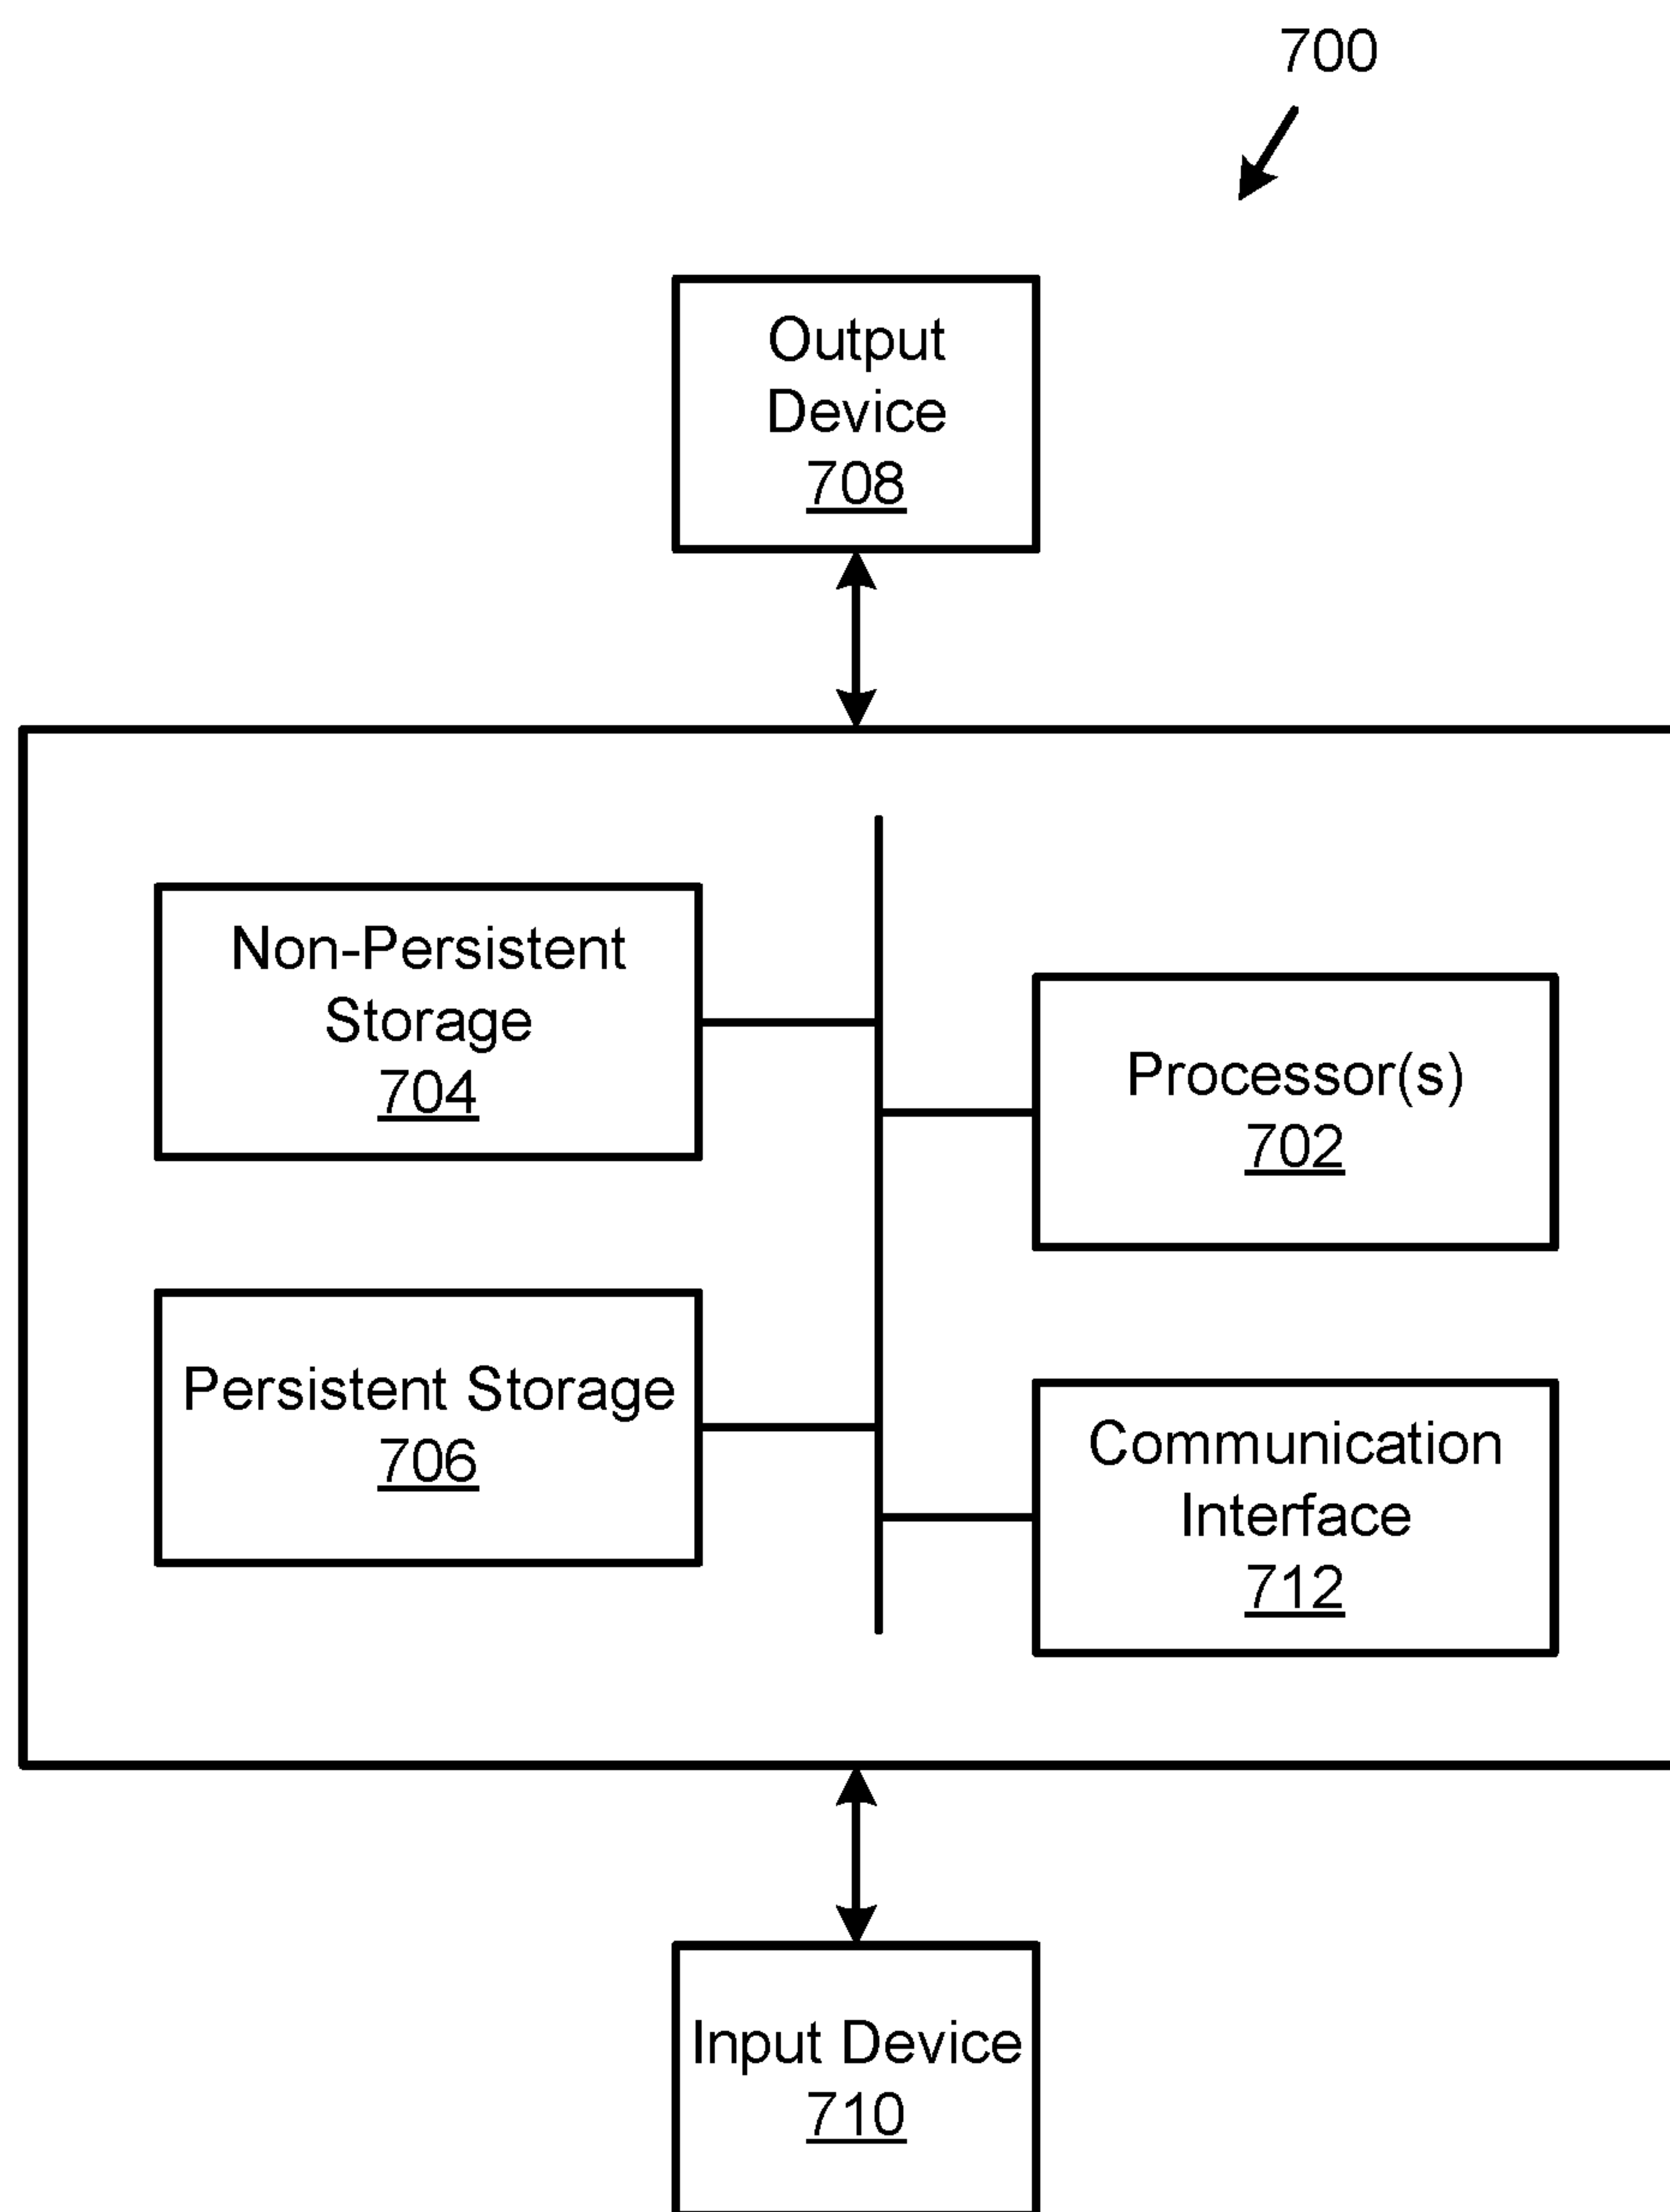 700
Output
Device
708
Non-Persistent
Storage
704
Processor(s)
702
Persistent Storage
706
Communication
Interface
712
Input Device
710